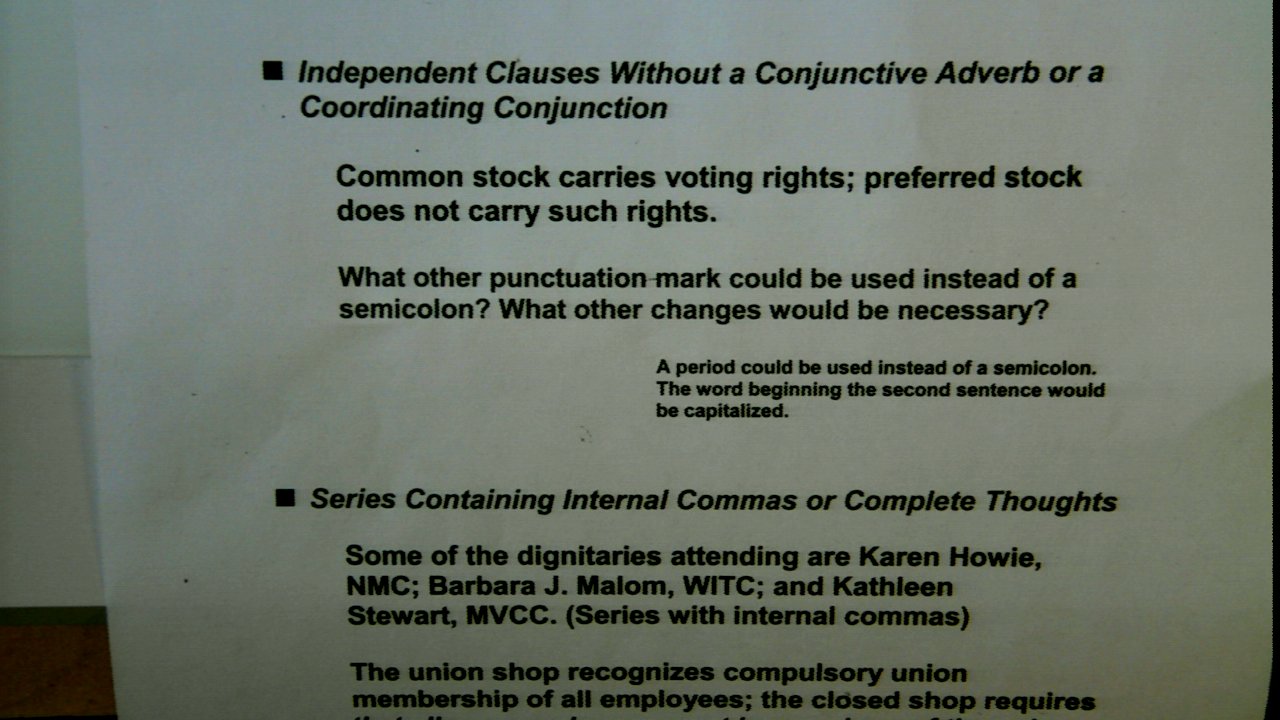 ■ Independent Clauses Without a Conjunctive Adverb or a
Coordinating Conjunction
Common stock carries voting rights; preferred stock
does not carry such rights.
What other punctuation mark could be used instead of a
semicolon? What other changes would be necessary?
A period could be used instead of a semicolon.
The word beginning the second sentence would
be capitalized.
■ Series Containing Internal Commas or Complete Thoughts
Some of the dignitaries attending are Karen Howie,
NMC; Barbara J. Malom, WITC; and Kathleen
Stewart, MVCC. (Series with internal commas)
The union shop recognizes compulsory union
membership of all employees; the closed shop requires